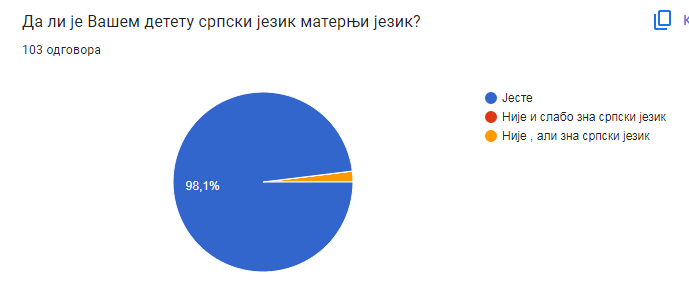 Да ли је Вашем детету српски језик матерњи језик?
103 одговора
Јесте
Није и слабо зна српски језик
Није , али зна српски језик
98,1%